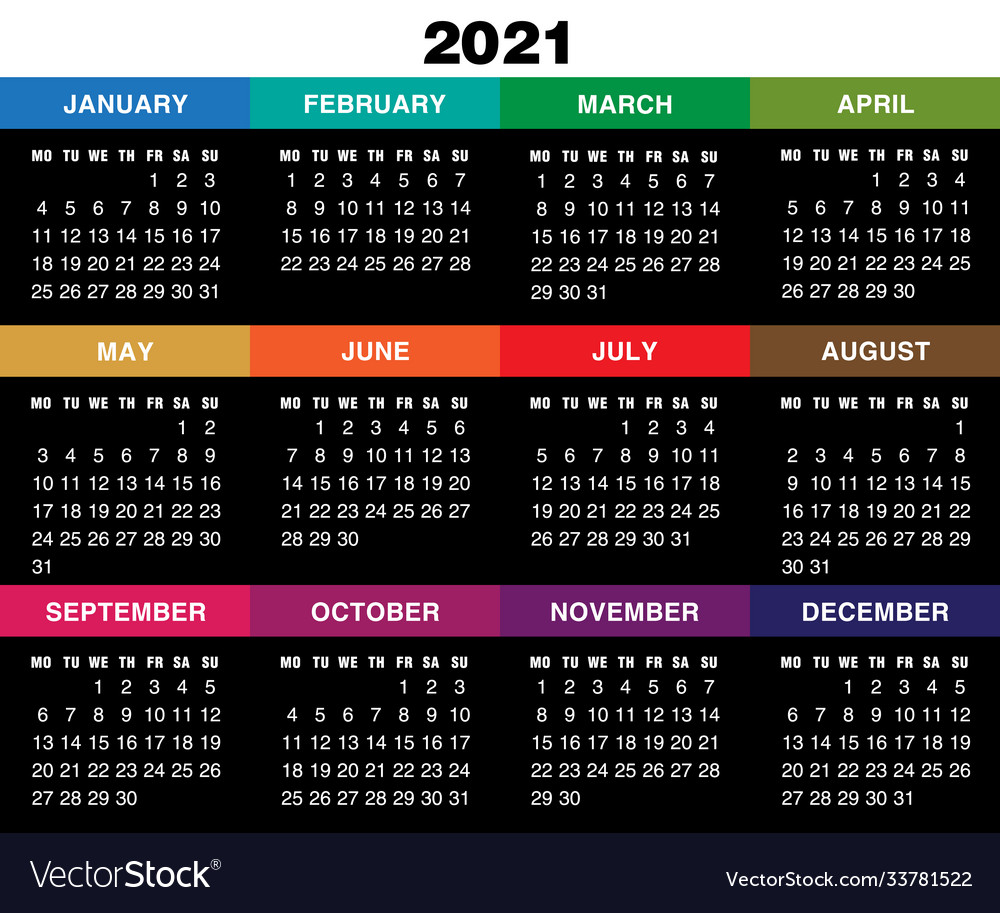 2021
JANUARY FEBRUARY MARCH APRIL
MO TU WE TH FR SA SU MO TU WE TH FR SA SU MO TU WE TH FR SA SU MO TU WE TH FR SA SU
1 2 3 1 2 3 4 5 6 7 1 2 3 4 5 6 7 1 2 3 4
4 5 6 7 8 9 10 8 9 10 11 12 13 14 8 9 10 11 12 13 14 5 6 7 8 9 10 11
11 12 13 14 15 16 17 15 16 17 18 19 20 21 15 16 17 18 19 20 21 12 13 14 15 16 17 18
18 19 20 21 22 23 24 22 23 24 25 26 27 28 22 23 24 25 26 27 28 19 20 21 22 23 24 25
25 26 27 28 29 30 31 29 30 31 26 27 28 29 30
MAY JUNE JULY AUGUST
MO TU WE TH FR SA SU MO TU WE TH FR SA SU MO TU WE TH FR SA SU MO TU WE TH FR SA SU
1 2 1 2 3 4 5 6 1 2 3 4 1
3 4 5 6 7 8 9 7 8 9 10 11 12 13 5 6 7 8 9 10 11 2 3 4 5 6 7 8
10 11 12 13 14 15 16 14 15 16 17 18 19 20 12 13 14 15 16 17 18 9 10 11 12 13 14 15
17 18 19 20 21 22 23 21 22 23 24 25 26 27 19 20 21 22 23 24 25 16 17 18 19 20 21 22
24 25 26 27 28 29 30 28 29 30 26 27 28 29 30 31 23 24 25 26 27 28 29
31 30 31
SEPTEMBER OCTOBER NOVEMBER DECEMBER
MO TU WE TH FR SA SU MO TU WE TH FR SA SU MO TU WE TH FR SA SU MO TU WE TH FR SA SU
1 2 3 4 5 1 2 3 1 2 3 4 5 6 7 1 2 3 4 5
6 7 8 9 10 11 12 4 5 6 7 8 9 10 8 9 10 11 12 13 14 6 7 8 9 10 11 12
13 14 15 16 17 18 19 11 12 13 14 15 16 17 15 16 17 18 19 20 21 13 14 15 16 17 18 19
20 21 22 23 24 25 26 18 19 20 21 22 23 24 22 23 24 25 26 27 28 20 21 22 23 24 25 26
27 28 29 30 25 26 27 28 29 30 31 29 30 27 28 29 30 31
VectorStock® VectorStock.com/33781522